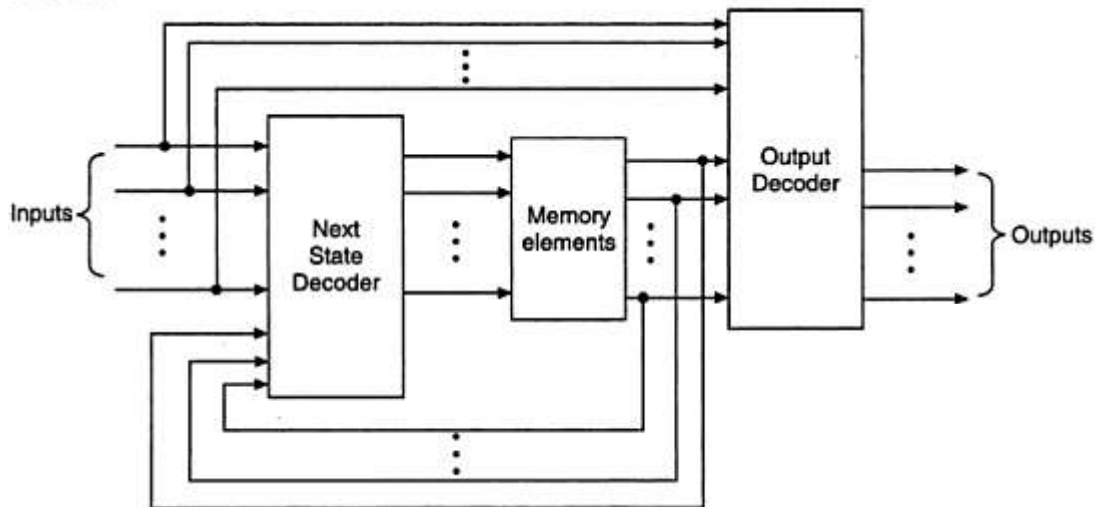 Inputs
Next
State
Decoder
Memory
elements
Output
Decoder
Outputs